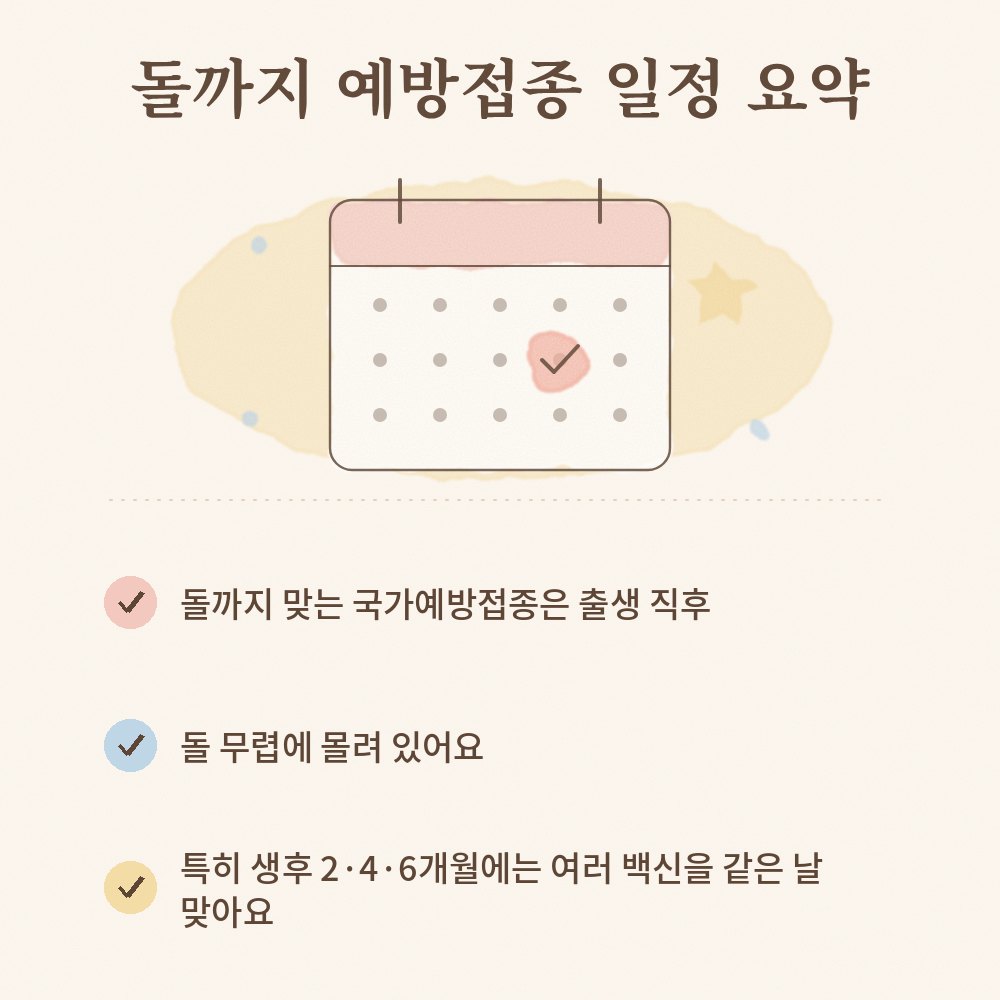 돌까지 예방접종 일정 요약
돌까지 맞는 국가예방접종은 출생 직후
돌 무렵에 몰려 있어요
특히 생후 2·4·6개월에는 여러 백신을 같은 날
맞아요